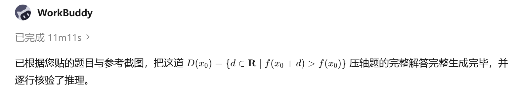 WorkBuddy
已完成 11m11s >
已根据您贴的题目与参考截图，把这道 D(x₀) = {d ∈ R | f(x₀ + d) > f(x₀)} 压轴题的完整解答完整生成完毕，并
逐行核验了推理。